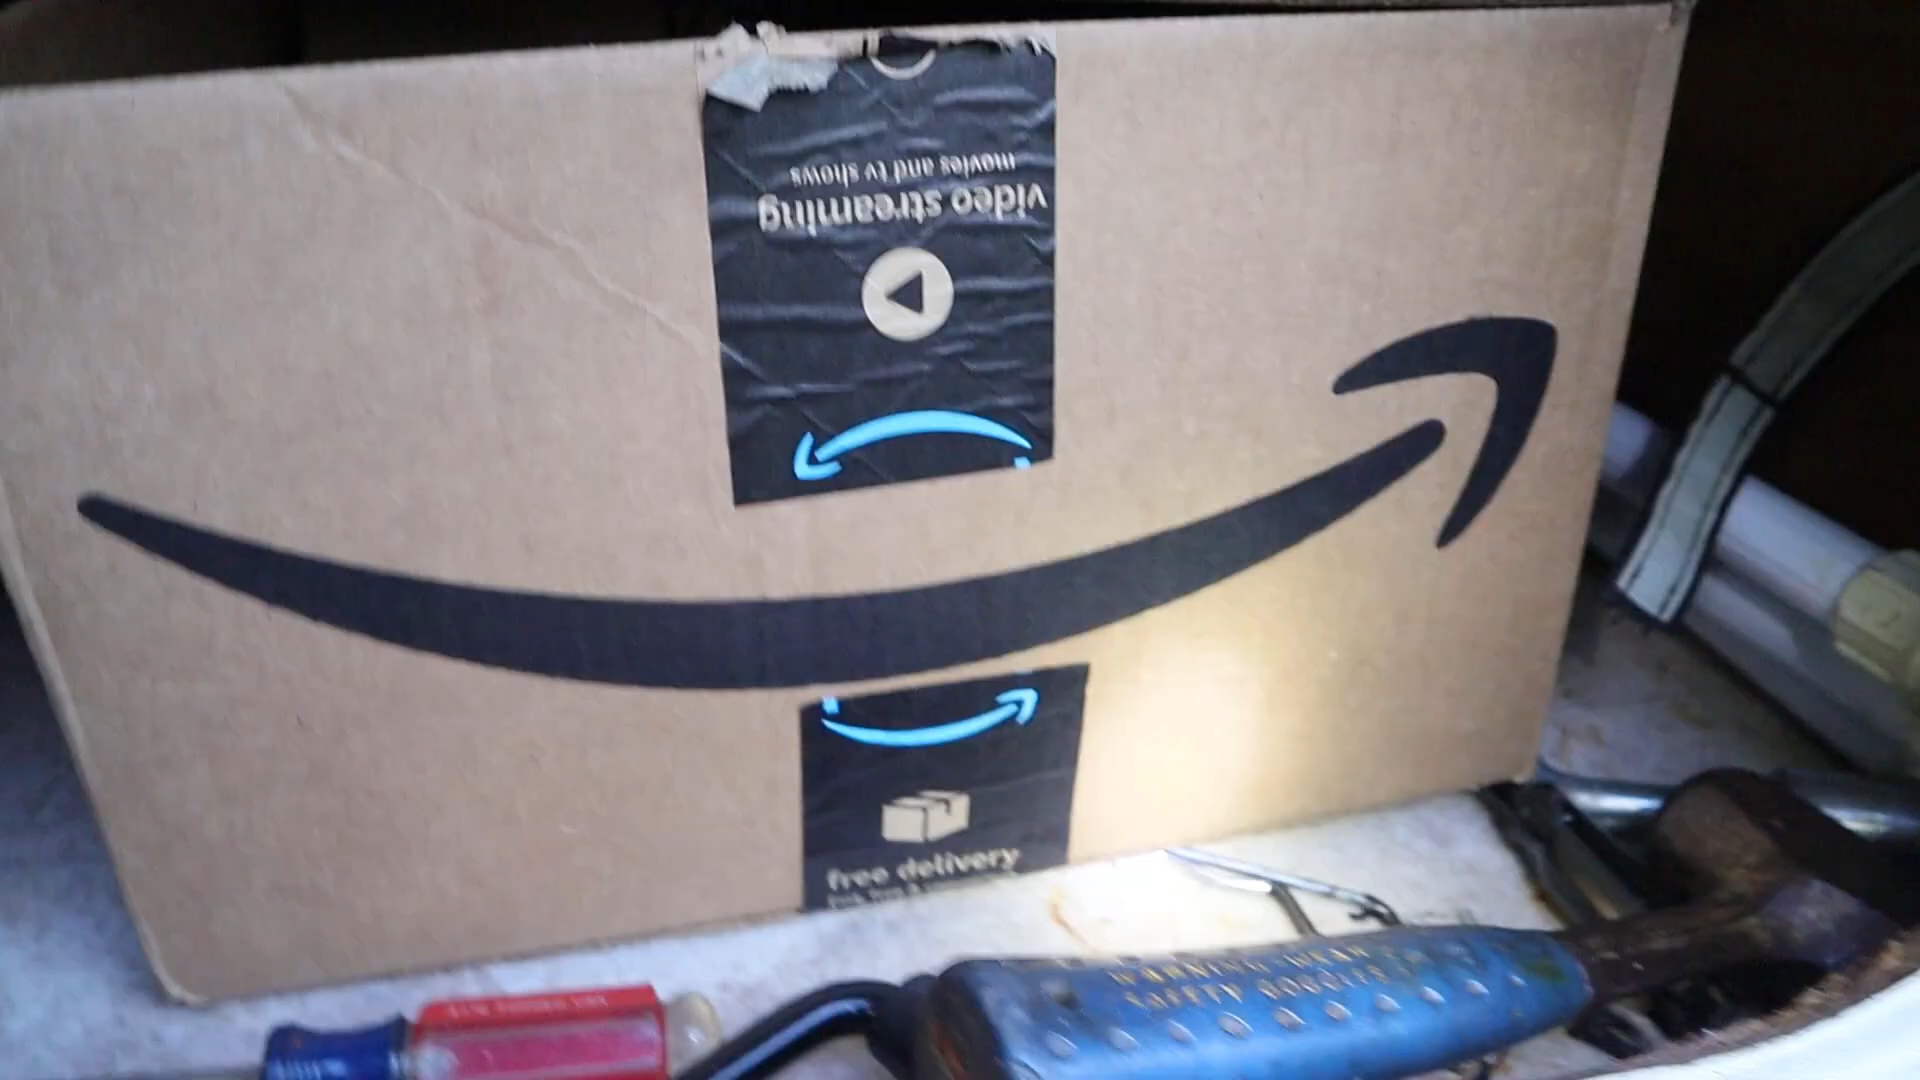 movies and tv shows
video streaming
free delivery
WARNING: WEAR
SAFETY GOGGLES